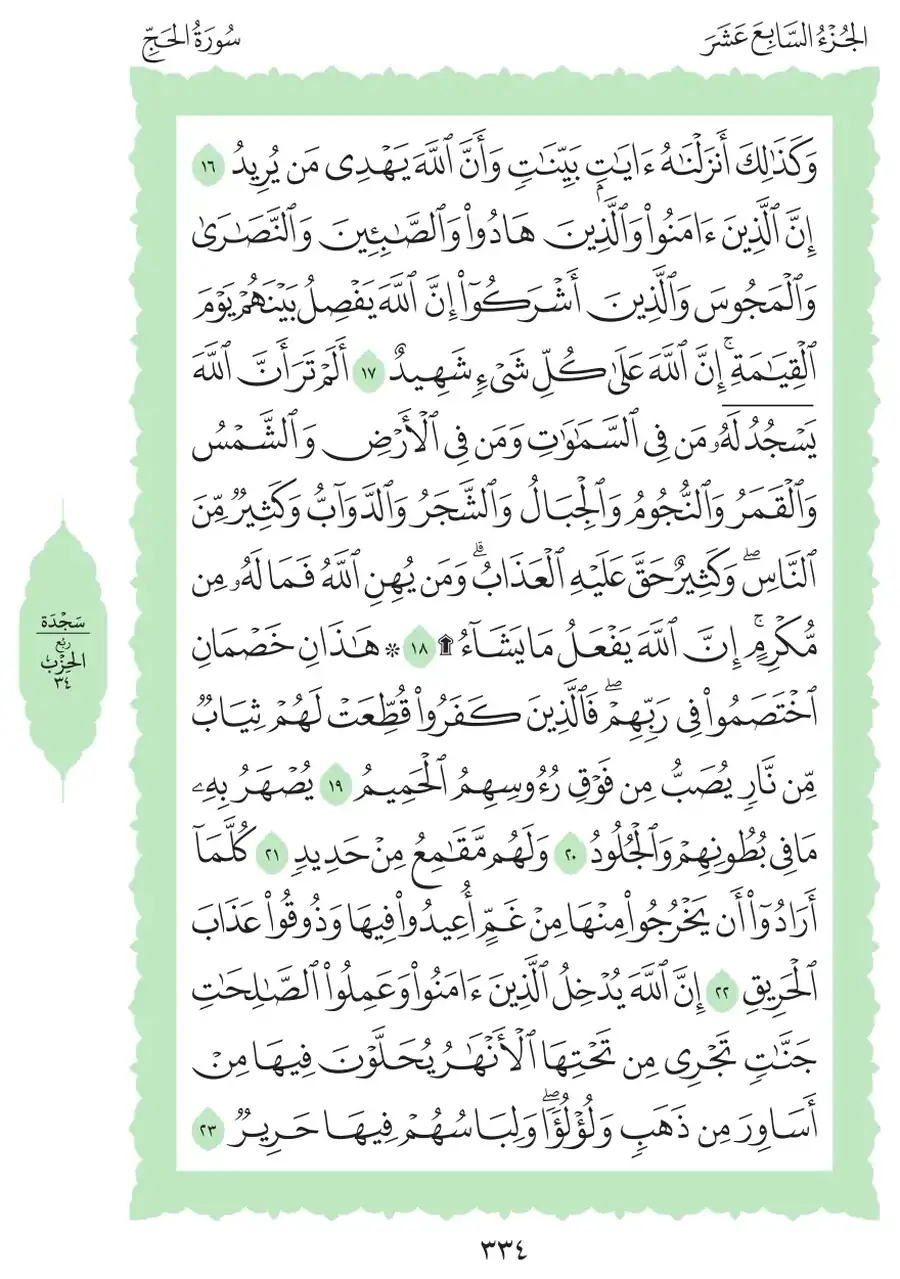 الجُزْءُ السَّابِعَ عَشَرَ
سُورَةُ الحَجِّ
وَكَذَٰلِكَ أَنزَلْنَٰهُ ءَايَٰتِۭ بَيِّنَٰتٖ وَأَنَّ ٱللَّهَ يَهْدِي مَن يُرِيدُ ١٦
إِنَّ ٱلَّذِينَ ءَامَنُواْ وَٱلَّذِينَ هَادُواْ وَٱلصَّٰبِـِٔينَ وَٱلنَّصَٰرَىٰ
وَٱلْمَجُوسَ وَٱلَّذِينَ أَشْرَكُوٓاْ إِنَّ ٱللَّهَ يَفْصِلُ بَيْنَهُمْ يَوْمَ
ٱلْقِيَٰمَةِۚ إِنَّ ٱللَّهَ عَلَىٰ كُلِّ شَيْءٖ شَهِيدٌ ١٧ أَلَمْ تَرَ أَنَّ ٱللَّهَ
يَسْجُدُۤ لَهُۥ مَن فِي ٱلسَّمَٰوَٰتِ وَمَن فِي ٱلْأَرْضِ وَٱلشَّمْسُ
وَٱلْقَمَرُ وَٱلنُّجُومُ وَٱلْجِبَالُ وَٱلشَّجَرُ وَٱلدَّوَآبُّ وَكَثِيرٞ مِّنَ
ٱلنَّاسِۖ وَكَثِيرٌ حَقَّ عَلَيْهِ ٱلْعَذَابُۗ وَمَن يُهِنِ ٱللَّهُ فَمَا لَهُۥ مِن
مُّكْرِمٍۚ إِنَّ ٱللَّهَ يَفْعَلُ مَا يَشَآءُ ۩ ١٨ ۞ هَٰذَانِ خَصْمَانِ
ٱخْتَصَمُواْ فِي رَبِّهِمْۖ فَٱلَّذِينَ كَفَرُواْ قُطِّعَتْ لَهُمْ ثِيَابٞ
مِّن نَّارٖ يُصَبُّ مِن فَوْقِ رُءُوسِهِمُ ٱلْحَمِيمُ ١٩ يُصْهَرُ بِهِۦ
مَا فِي بُطُونِهِمْ وَٱلْجُلُودُ ٢٠ وَلَهُم مَّقَٰمِعُ مِنْ حَدِيدٖ ٢١ كُلَّمَآ
أَرَادُوٓاْ أَن يَخْرُجُواْ مِنْهَا مِنْ غَمٍّ أُعِيدُواْ فِيهَا وَذُوقُواْ عَذَابَ
ٱلْحَرِيقِ ٢٢ إِنَّ ٱللَّهَ يُدْخِلُ ٱلَّذِينَ ءَامَنُواْ وَعَمِلُواْ ٱلصَّٰلِحَٰتِ
جَنَّٰتٖ تَجْرِي مِن تَحْتِهَا ٱلْأَنْهَٰرُ يُحَلَّوْنَ فِيهَا مِنْ
أَسَاوِرَ مِن ذَهَبٖ وَلُؤْلُؤٗاۖ وَلِبَاسُهُمْ فِيهَا حَرِيرٞ ٢٣
سَجْدَة
رُبْع
الحِزْب
٣٤
٣٣٤